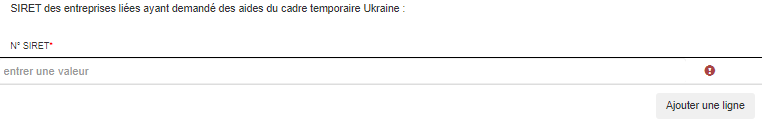 SIRET des entreprises liées ayant demandé des aides du cadre temporaire Ukraine :
N° SIRET*
entrer une valeur
Ajouter une ligne